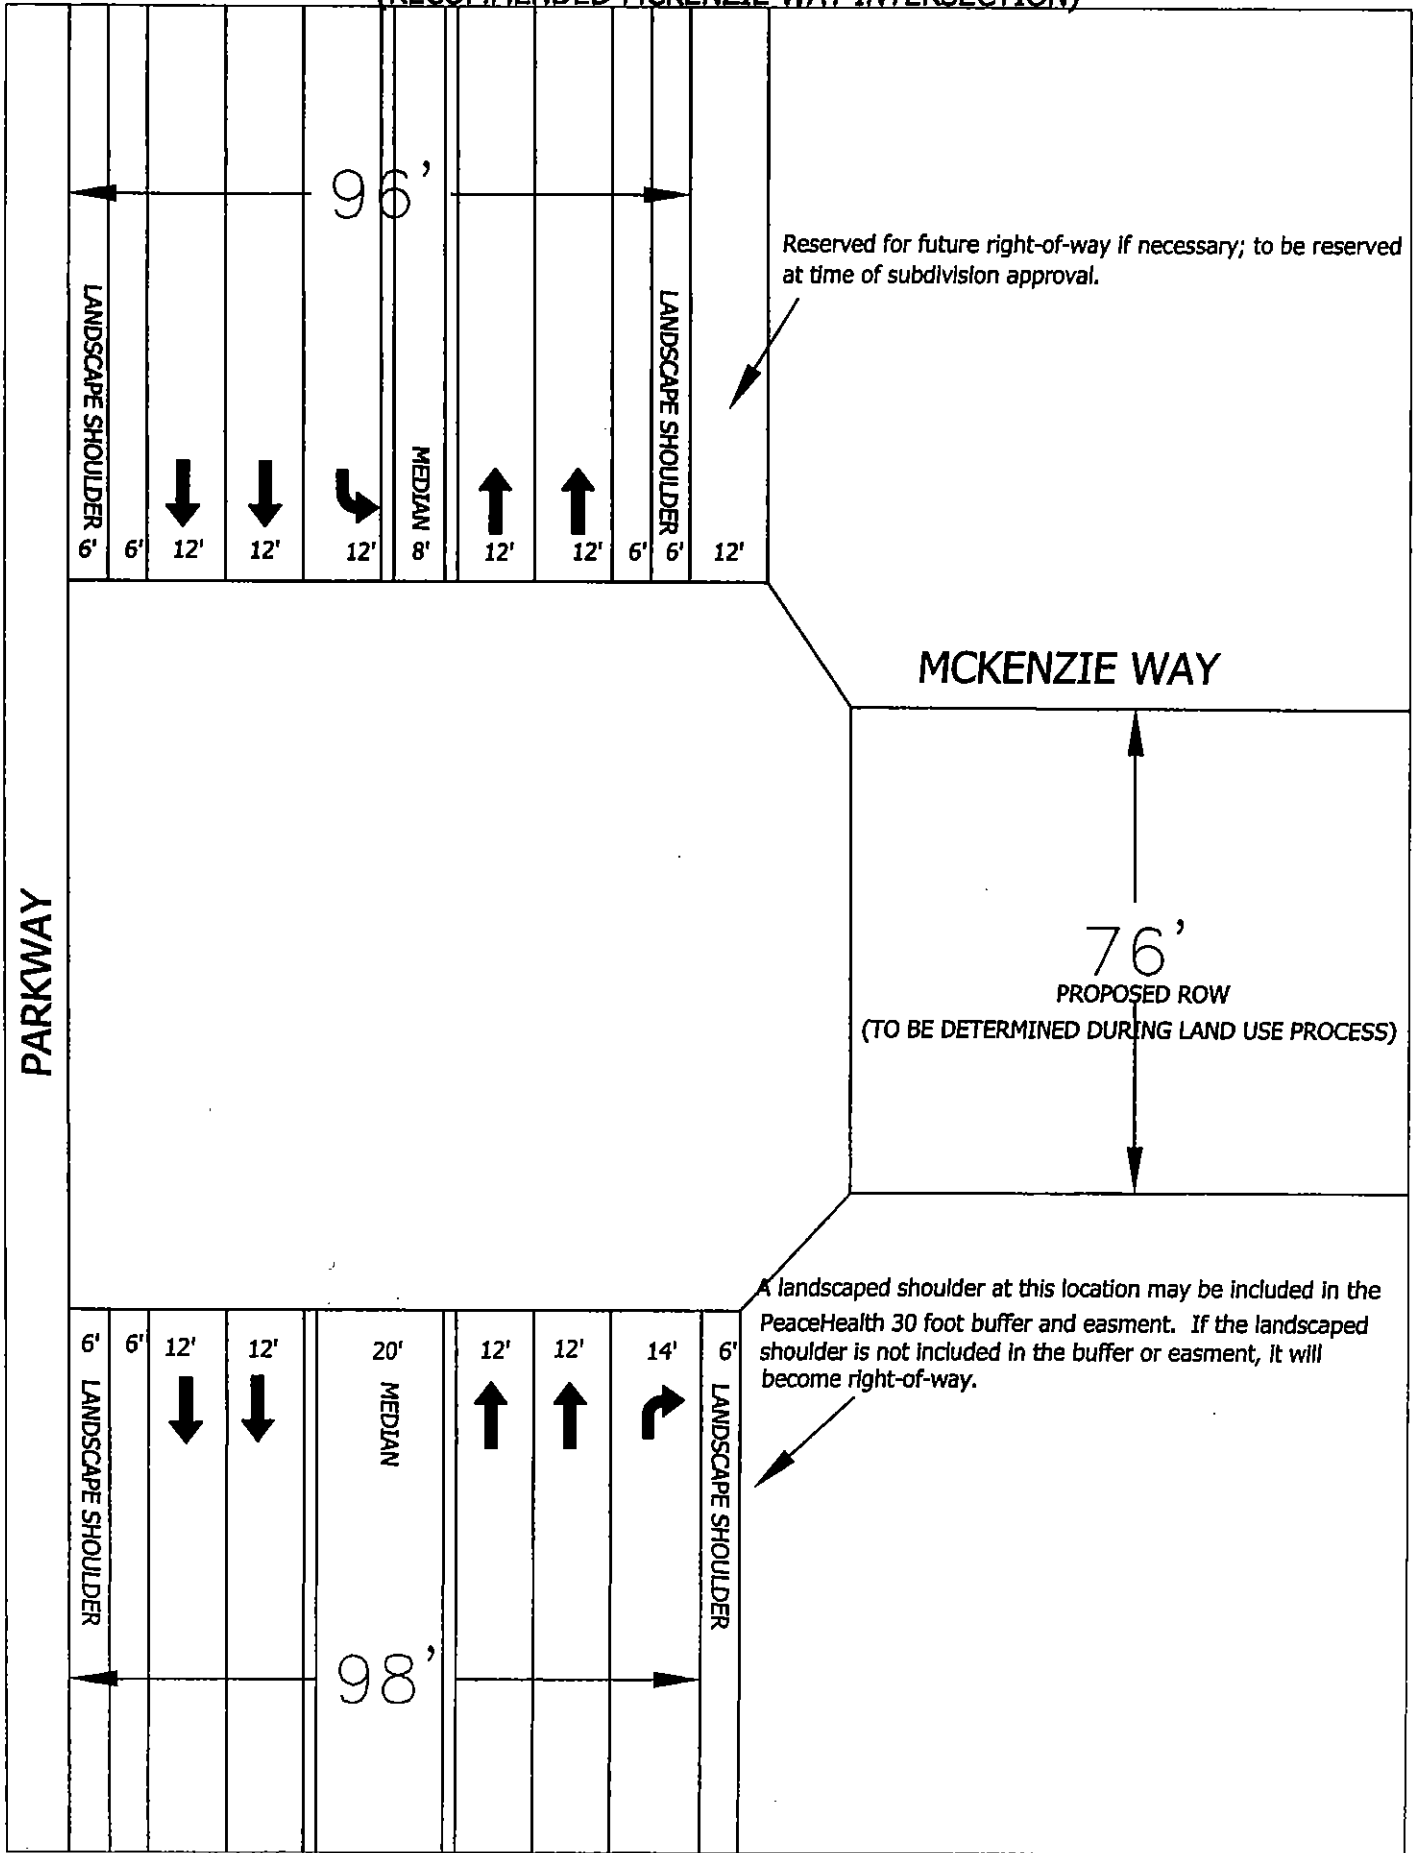 (RECOMMENDED MCKENZIE WAY INTERSECTION)
96'
Reserved for future right-of-way if necessary; to be reserved
at time of subdivision approval.
LANDSCAPE SHOULDER
MEDIAN
LANDSCAPE SHOULDER
6' 6' 12' 12' 12' 8' 12' 12' 6' 6' 12'
MCKENZIE WAY
PARKWAY
76'
PROPOSED ROW
(TO BE DETERMINED DURING LAND USE PROCESS)
A landscaped shoulder at this location may be included in the
PeaceHealth 30 foot buffer and easment. If the landscaped
shoulder is not included in the buffer or easment, it will
become right-of-way.
6' 6' 12' 12' 20' 12' 12' 14' 6'
LANDSCAPE SHOULDER
MEDIAN
LANDSCAPE SHOULDER
98'